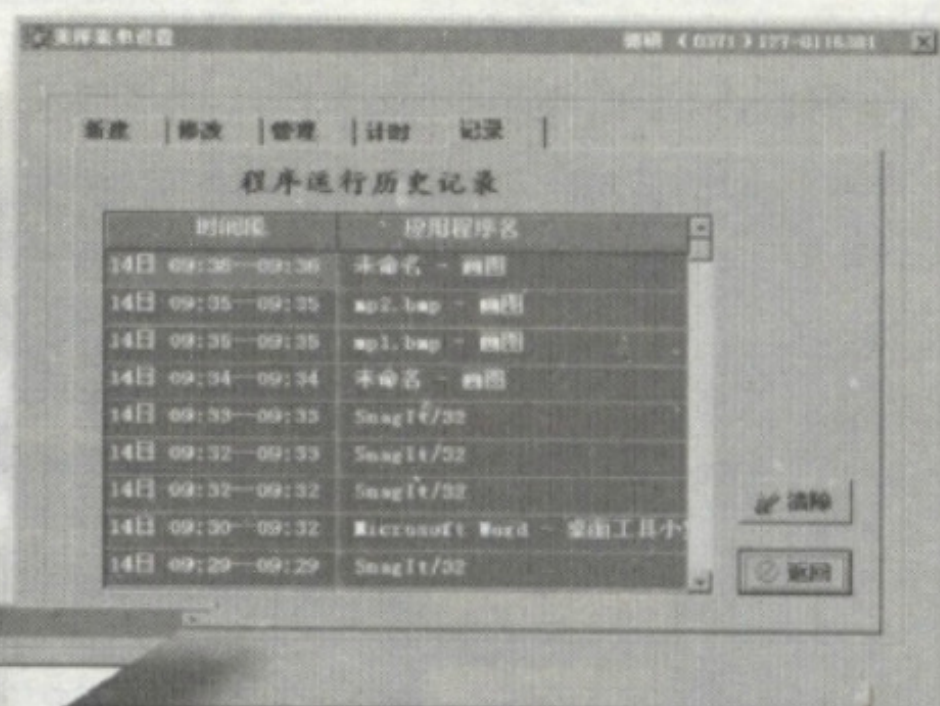 菜单设置
(0371)
新建 修改 管理 计时 记录
程序运行历史记录
时间段 应用程序名
14日 09:36--09:36 未命名 - 画图
14日 09:35--09:35 mp2.bmp - 画图
14日 09:35--09:35 mp1.bmp - 画图
14日 09:34--09:34 未命名 - 画图
14日 09:33--09:33 SnagIt/32
14日 09:32--09:33 SnagIt/32
14日 09:32--09:32 SnagIt/32
14日 09:30--09:32 Microsoft Word - 桌面工具小
14日 09:29--09:29 SnagIt/32
清除
返回